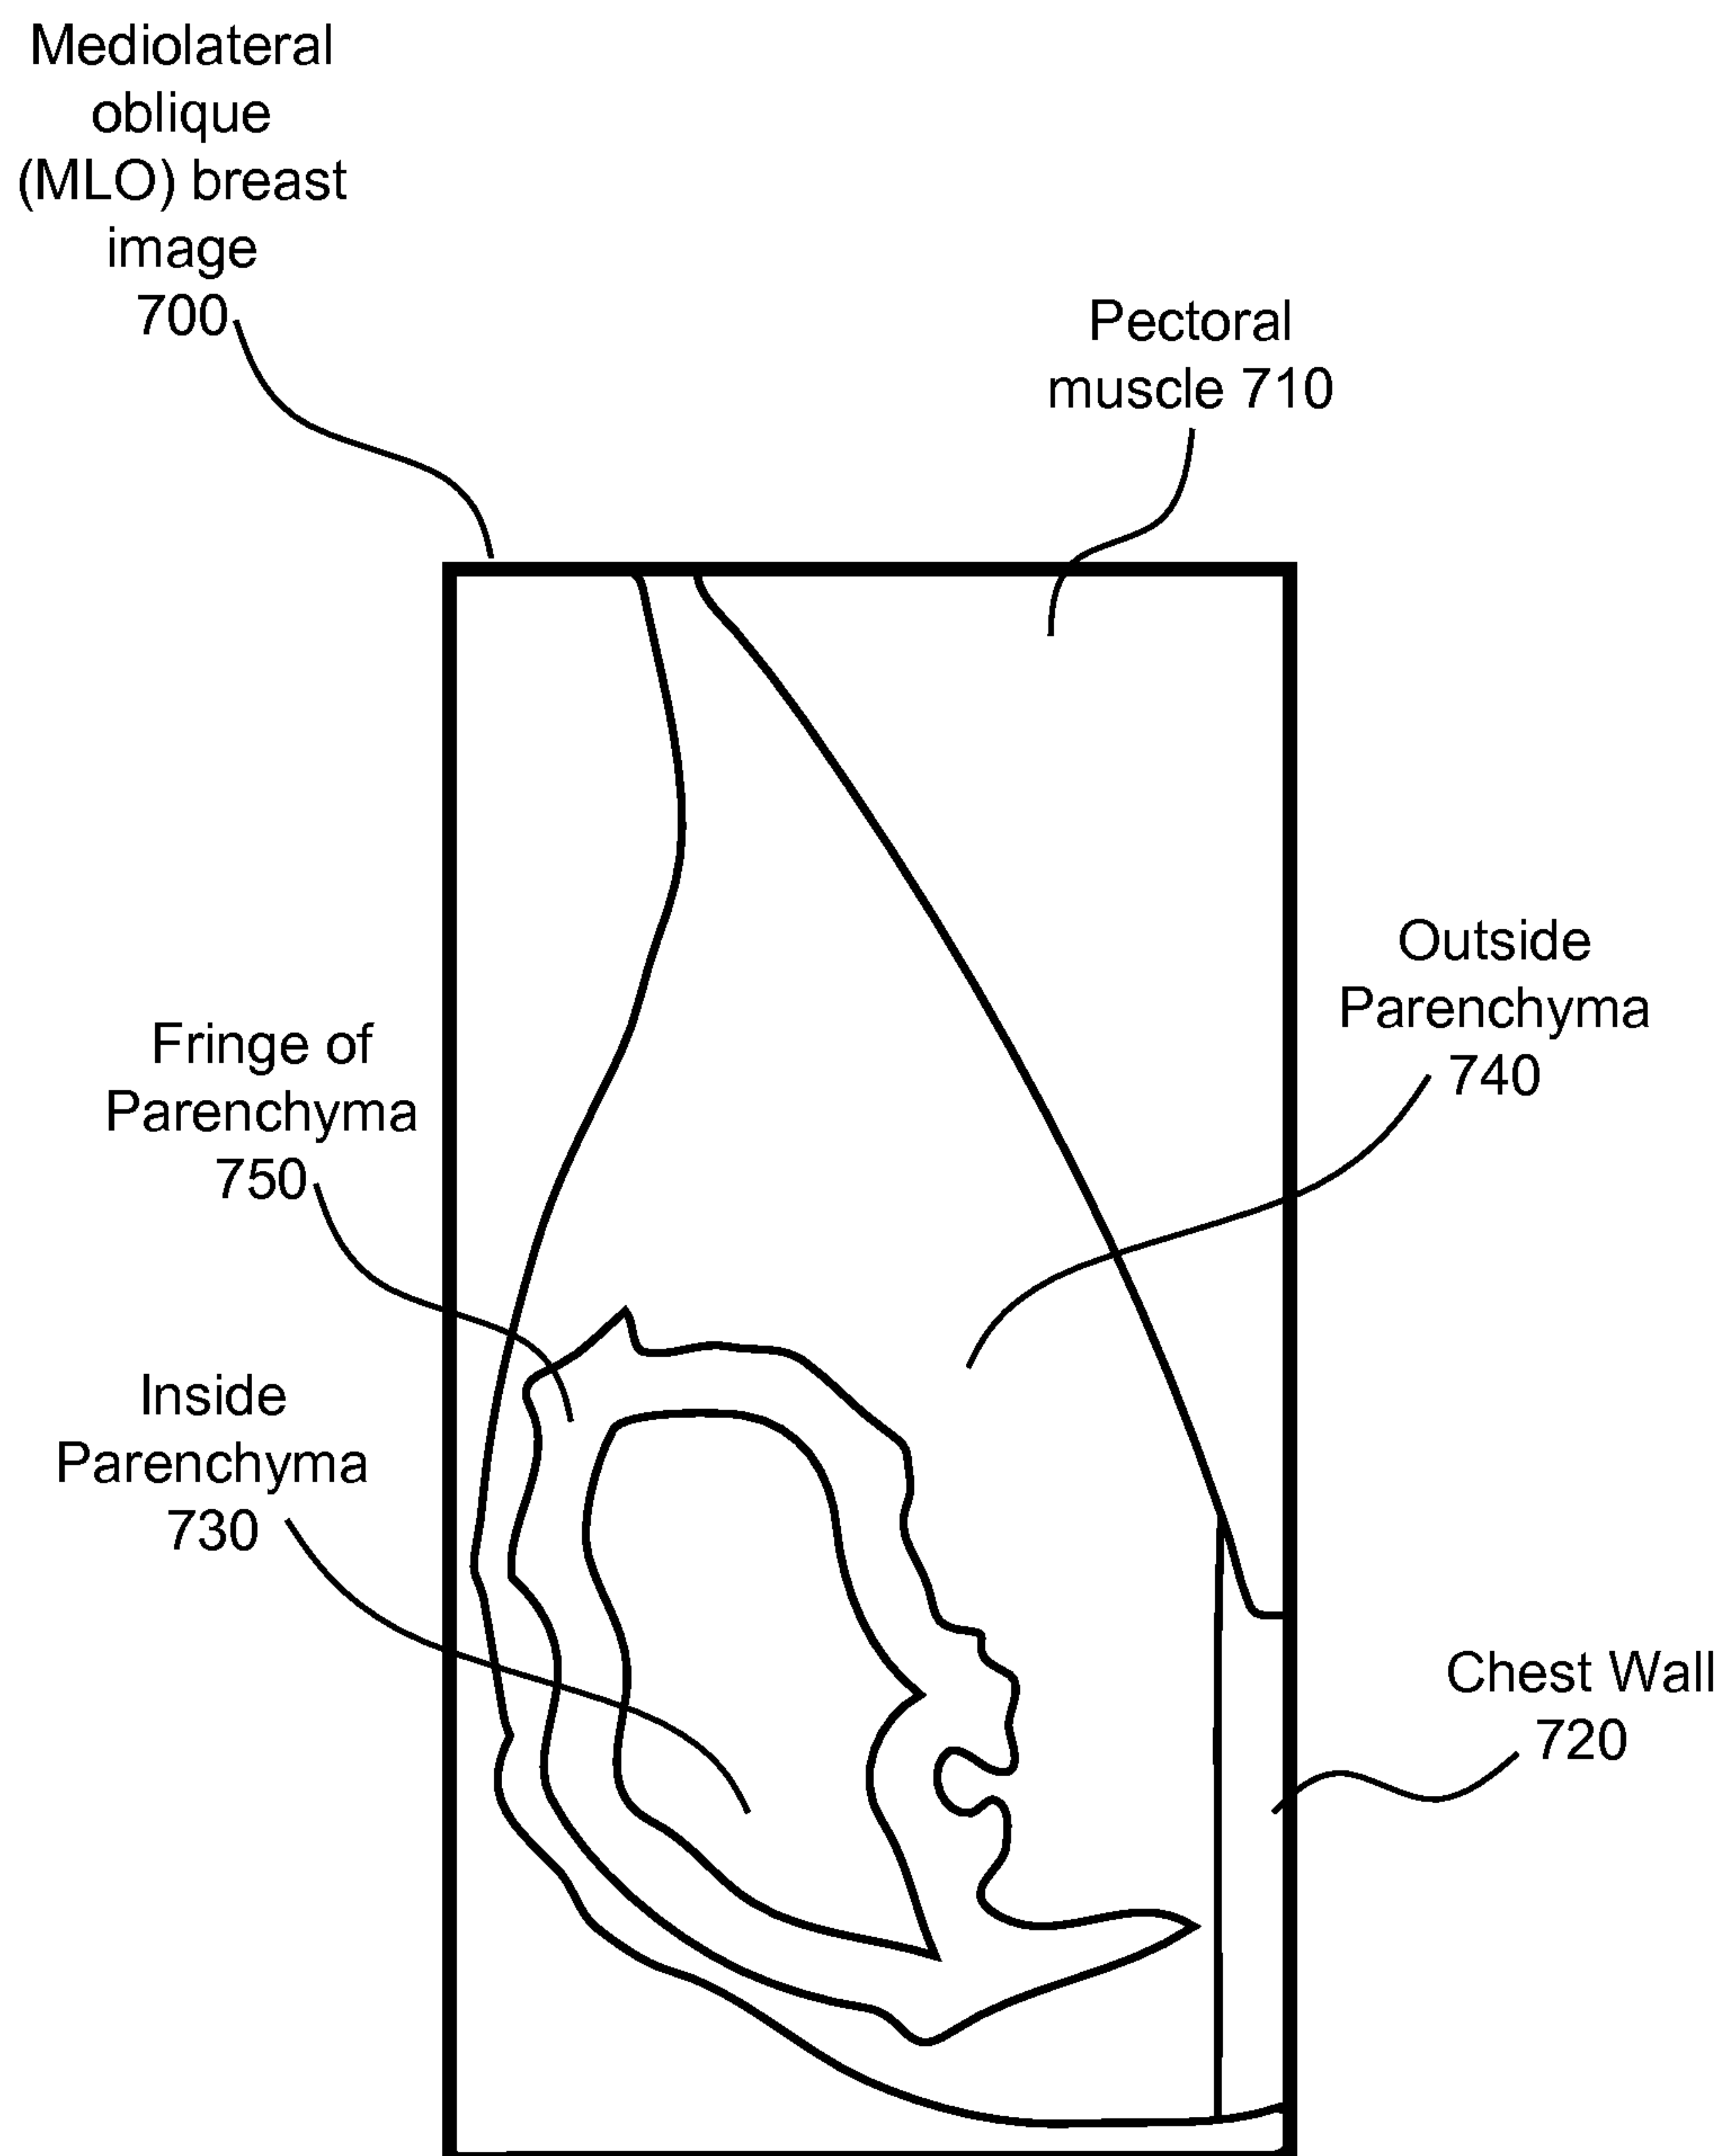 Mediolateral
oblique
(MLO) breast
image
700
Pectoral
muscle 710
Outside
Parenchyma
740
Fringe of
Parenchyma
750
Inside
Parenchyma
730
Chest Wall
720